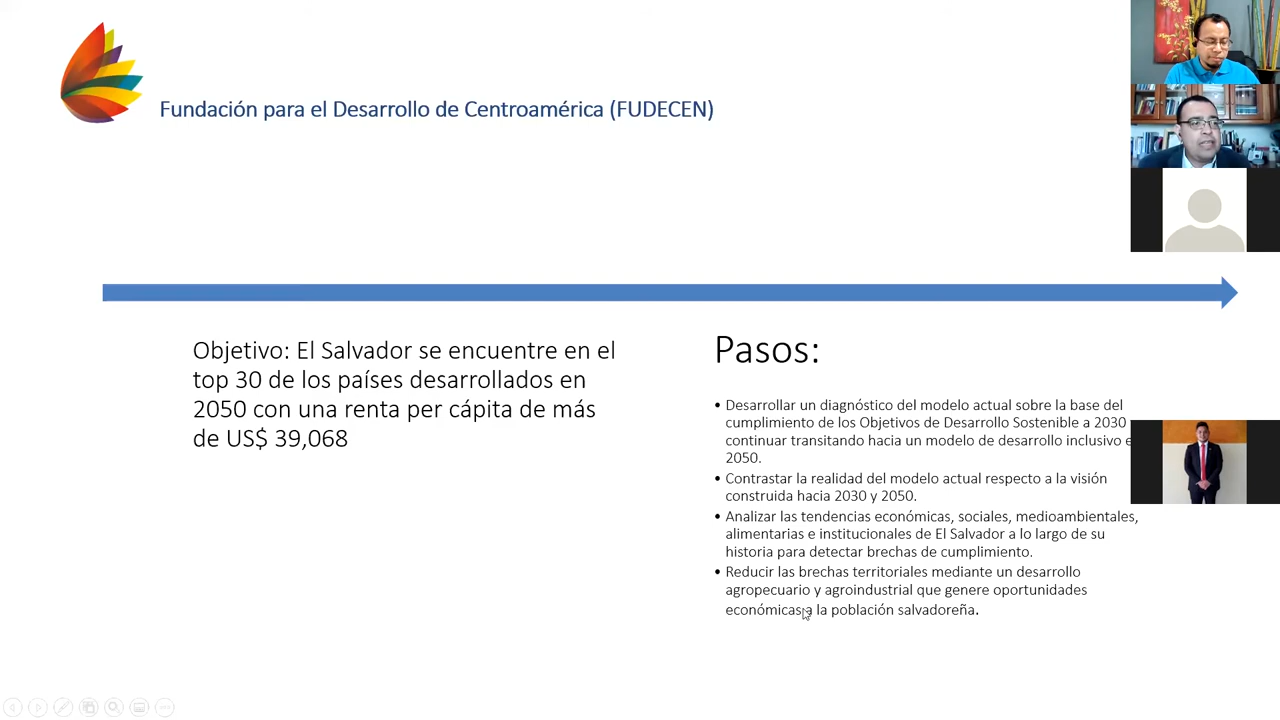 Fundación para el Desarrollo de Centroamérica (FUDECEN)
Objetivo: El Salvador se encuentre en el
top 30 de los países desarrollados en
2050 con una renta per cápita de más
de US$ 39,068
Pasos:
• Desarrollar un diagnóstico del modelo actual sobre la base del
cumplimiento de los Objetivos de Desarrollo Sostenible a 2030
continuar transitando hacia un modelo de desarrollo inclusivo
2050.
• Contrastar la realidad del modelo actual respecto a la visión
construida hacia 2030 y 2050.
• Analizar las tendencias económicas, sociales, medioambientales,
alimentarias e institucionales de El Salvador a lo largo de su
historia para detectar brechas de cumplimiento.
• Reducir las brechas territoriales mediante un desarrollo
agropecuario y agroindustrial que genere oportunidades
económicas a la población salvadoreña.